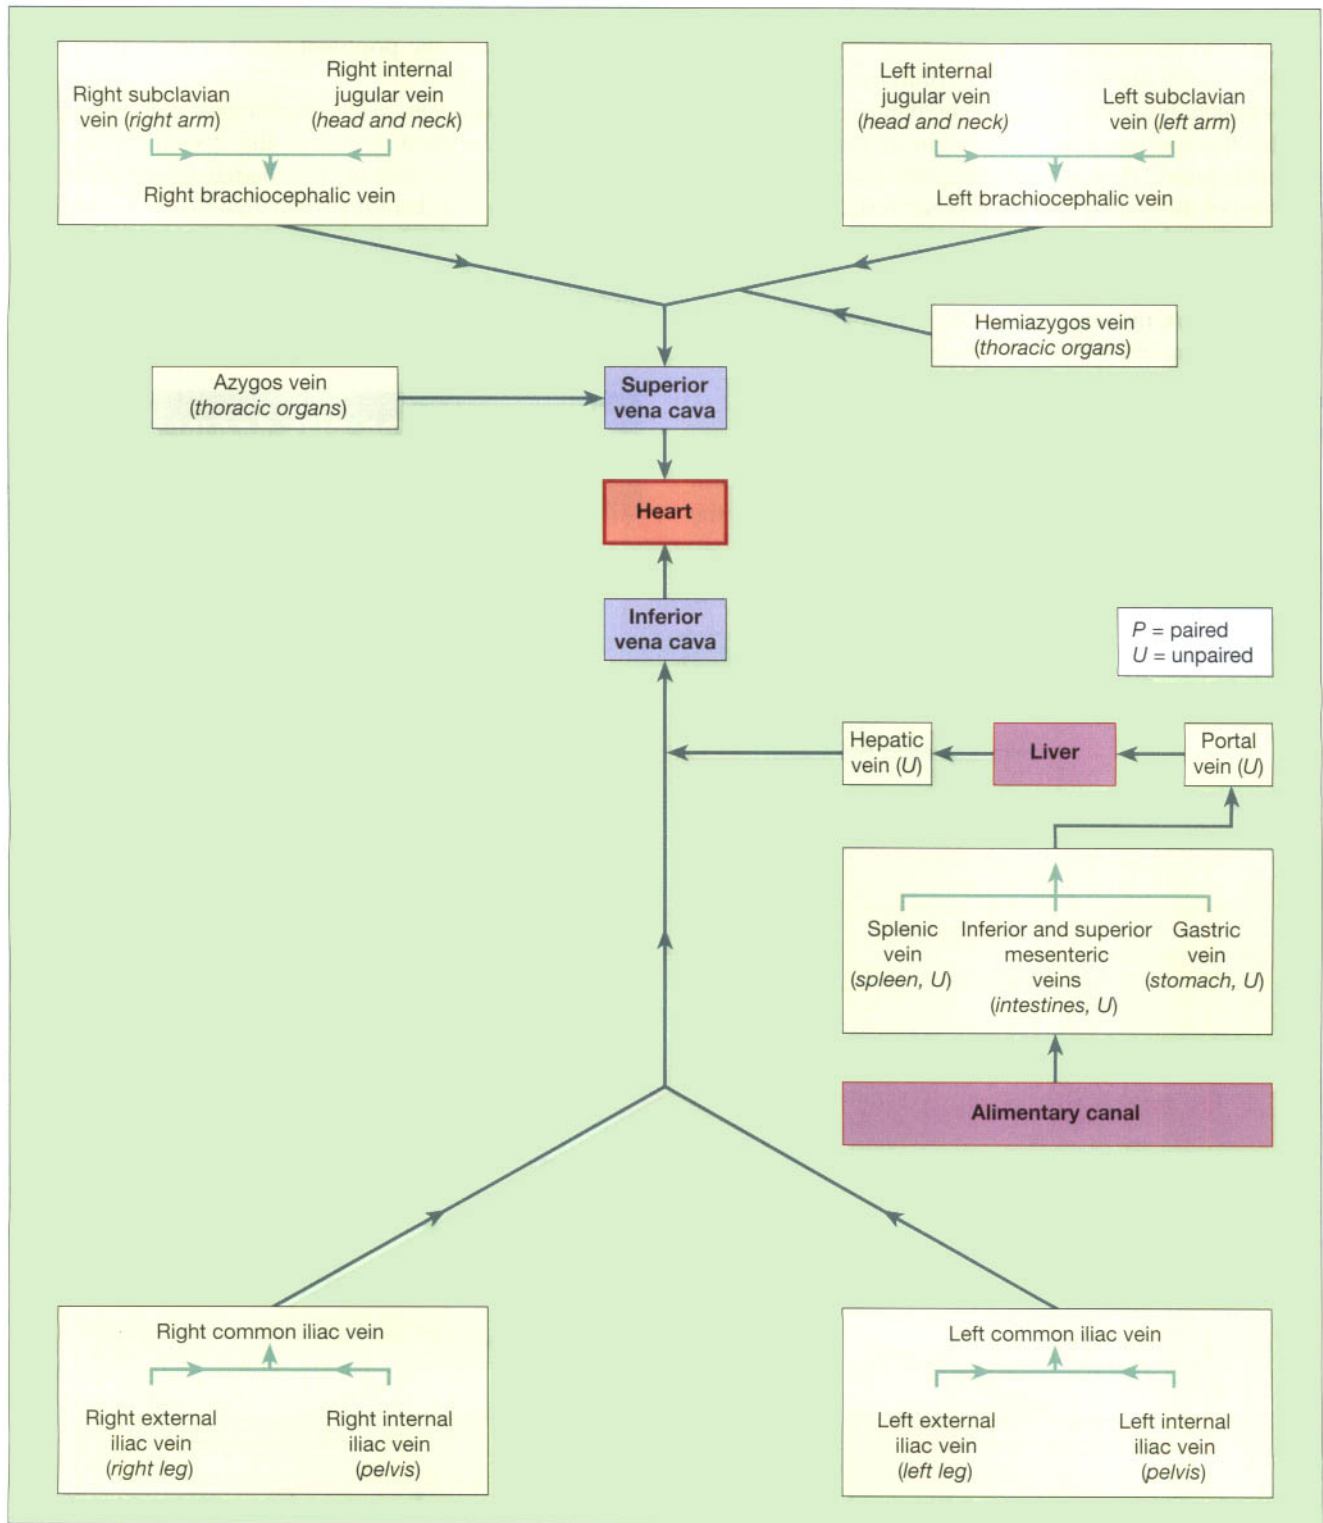 Right subclavian
vein (right arm)
Right internal
jugular vein
(head and neck)
Right brachiocephalic vein
Left internal
jugular vein
(head and neck)
Left subclavian
vein (left arm)
Left brachiocephalic vein
Hemiazygos vein
(thoracic organs)
Azygos vein
(thoracic organs)
Superior
vena cava
Heart
Inferior
vena cava
P = paired
U = unpaired
Hepatic
vein (U)
Liver
Portal
vein (U)
Splenic
vein
(spleen, U)
Inferior and superior
mesenteric
veins
(intestines, U)
Gastric
vein
(stomach, U)
Alimentary canal
Right common iliac vein
Right external
iliac vein
(right leg)
Right internal
iliac vein
(pelvis)
Left common iliac vein
Left external
iliac vein
(left leg)
Left internal
iliac vein
(pelvis)